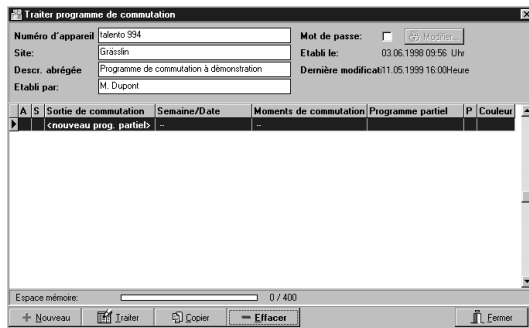 Traiter programme de commutation
Numéro d'appareil talento 994 Mot de passe: Modifier...
Site: Grässlin Etabli le: 03.06.1998 09:56 Uhr
Descr. abrégée Programme de commutation à démonstration Dernière modificati11.05.1999 16:00Heure
Etabli par: M. Dupont
A S Sortie de commutation Semaine/Date Moments de commutation Programme partiel P Couleur
<nouveau prog. partiel> -- --
Espace mémoire: 0 / 400
Nouveau Traiter Copier Effacer Fermer